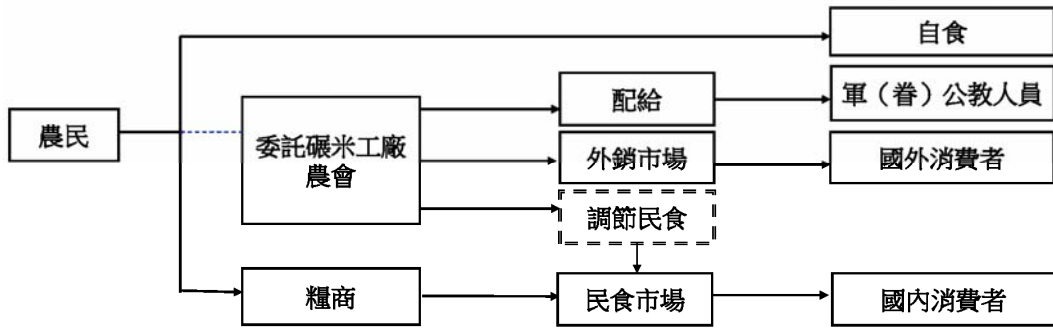 自食
農民
委託碾米工廠
農會
配給
軍（眷）公教人員
外銷市場
國外消費者
調節民食
糧商
民食市場
國內消費者